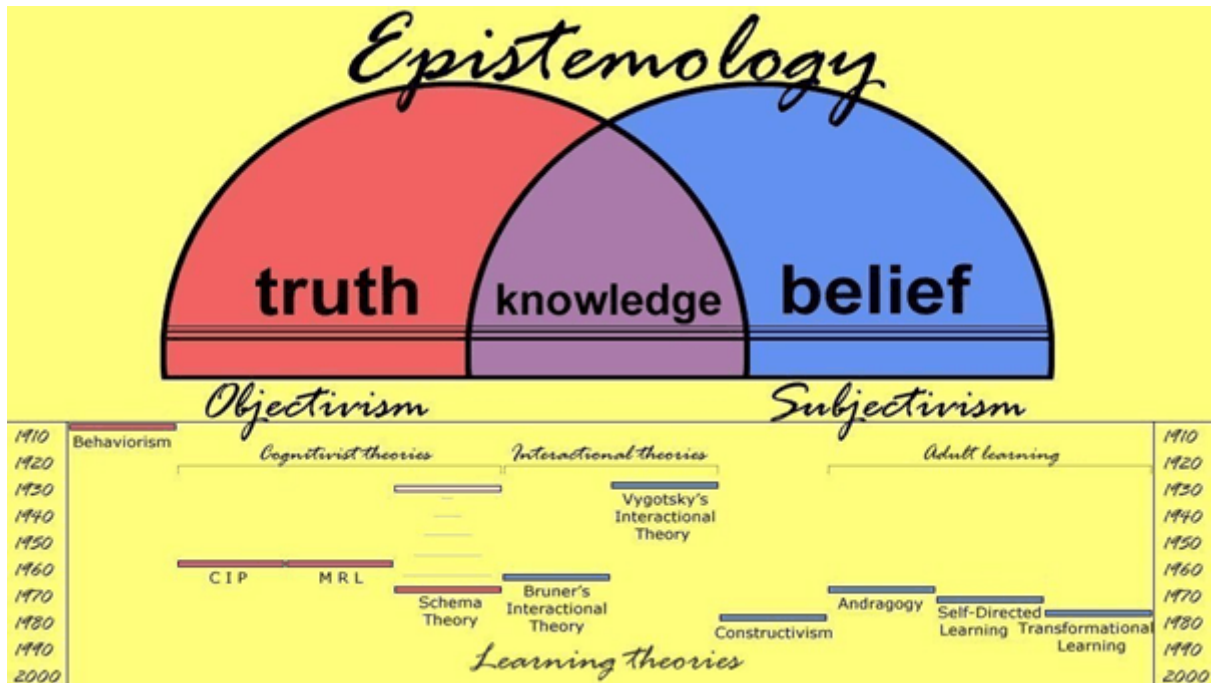 Epistemology
truth
knowledge
belief
Objectivism
Subjectivism
1910
1920
1930
1940
1950
1960
1970
1980
1990
2000
Behaviorism
Cognitivist theories
C I P
M R L
Schema
Theory
Interactional theories
Bruner's
Interactional
Theory
Vygotsky's
Interactional
Theory
Constructivism
Adult learning
Andragogy
Self-Directed
Learning
Transformational
Learning
1910
1920
1930
1940
1950
1960
1970
1980
1990
2000
Learning theories